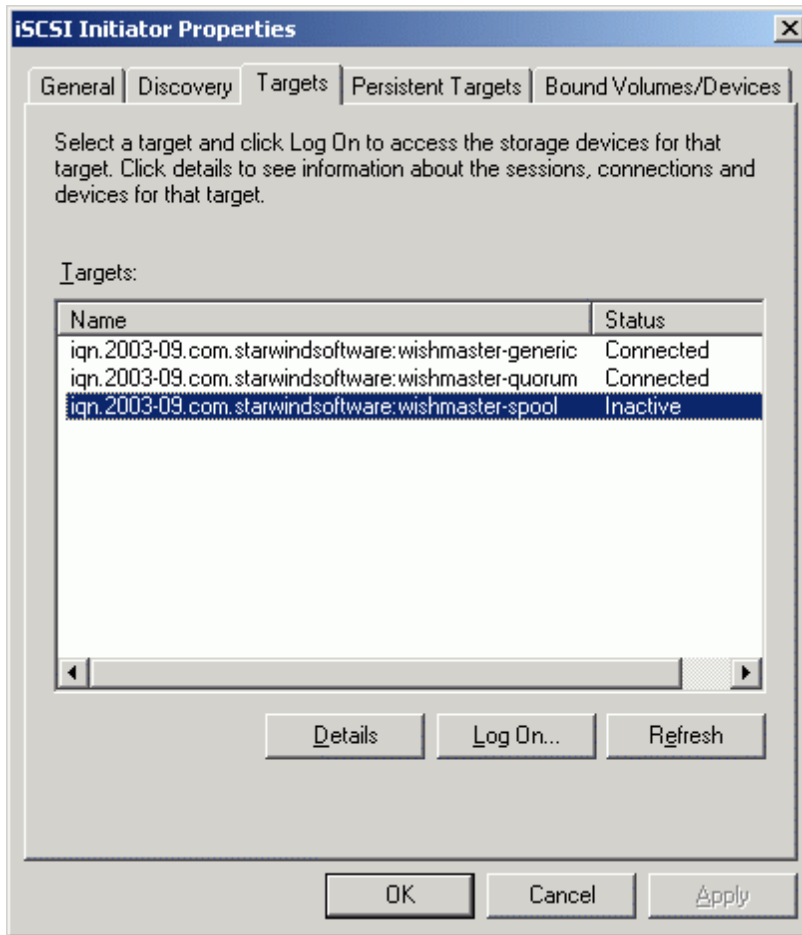 iSCSI Initiator Properties
General Discovery Targets Persistent Targets Bound Volumes/Devices
Select a target and click Log On to access the storage devices for that
target. Click details to see information about the sessions, connections and
devices for that target.
Targets:
Name Status
iqn.2003-09.com.starwindsoftware:wishmaster-generic Connected
iqn.2003-09.com.starwindsoftware:wishmaster-quorum Connected
iqn.2003-09.com.starwindsoftware:wishmaster-spool Inactive
Details Log On... Refresh
OK Cancel Apply